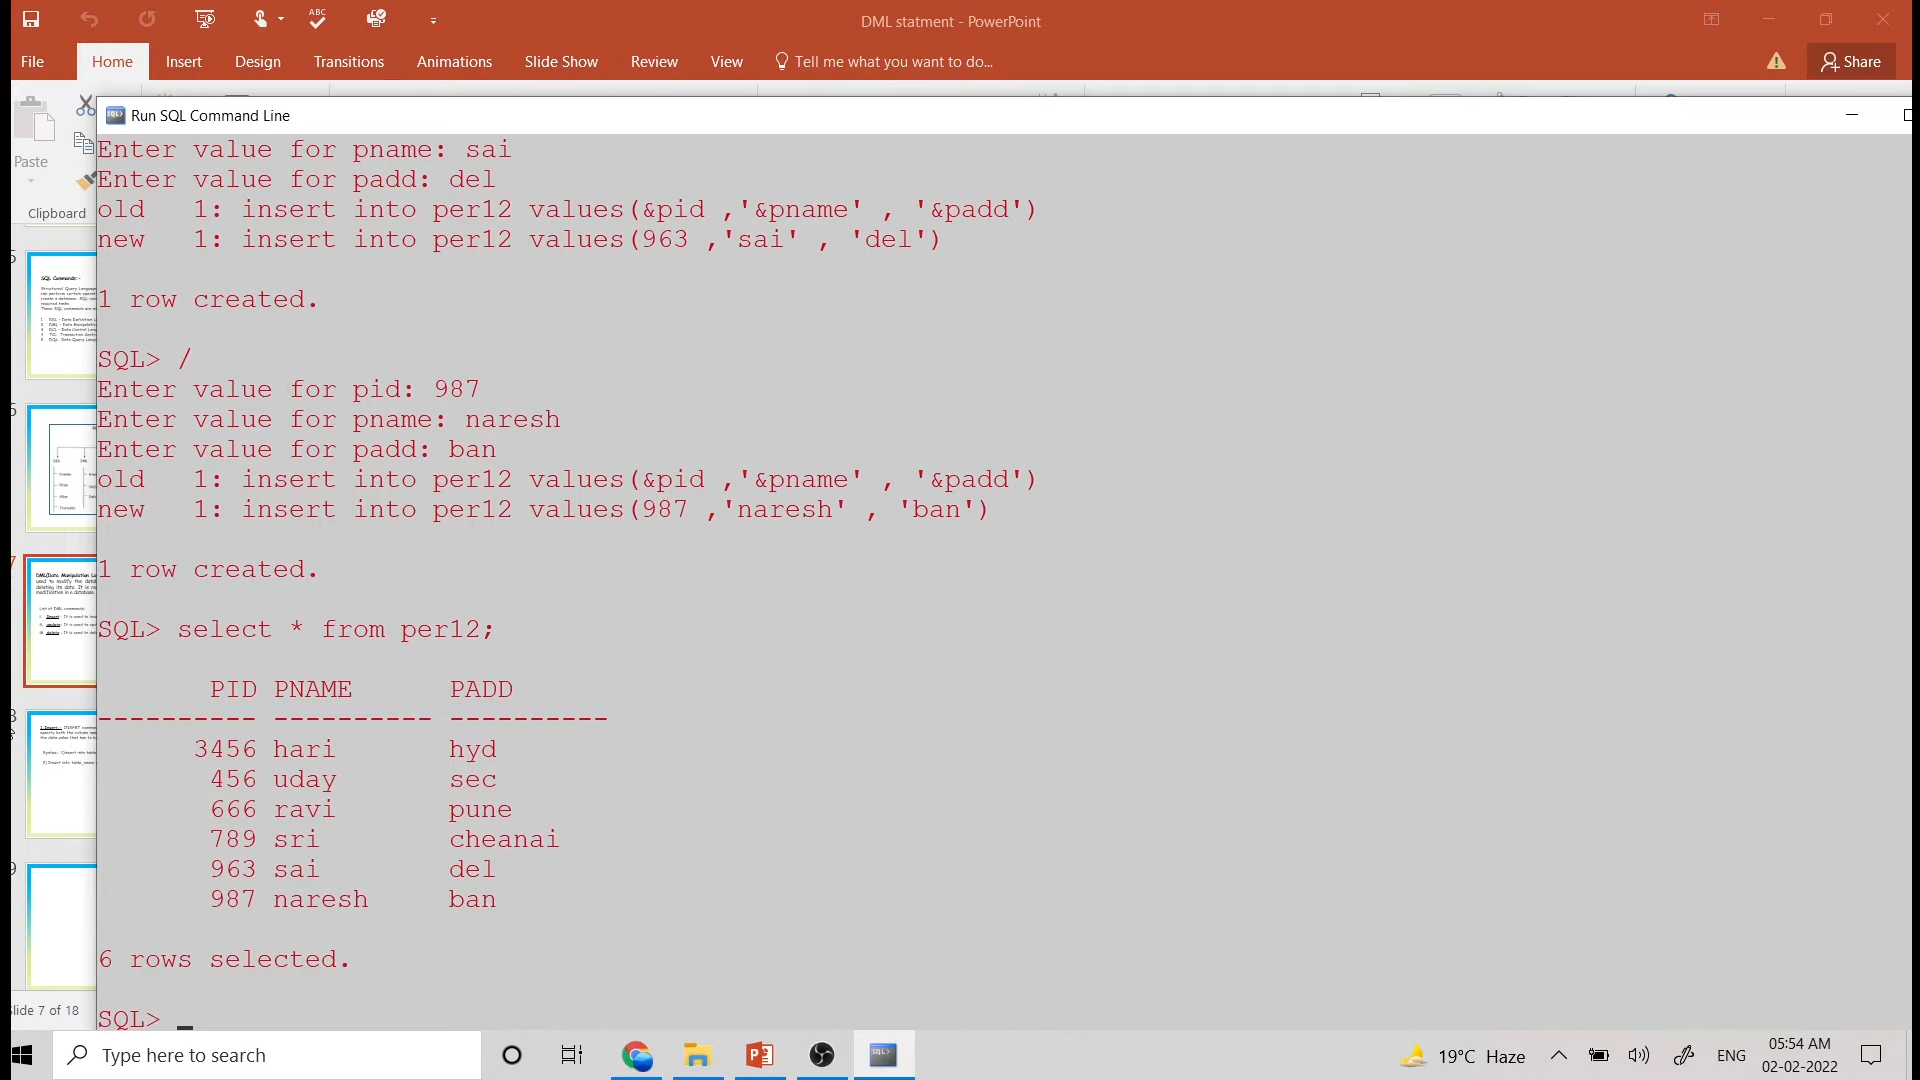 ABC
DML statment - PowerPoint
File Home Insert Design Transitions Animations Slide Show Review View Tell me what you want to do... Share
Run SQL Command Line
Paste
Clipboard
Enter value for pname: sai
Enter value for padd: del
old   1: insert into per12 values(&pid ,'&pname' , '&padd')
new   1: insert into per12 values(963 ,'sai' , 'del')
1 row created.
SQL> /
Enter value for pid: 987
Enter value for pname: naresh
Enter value for padd: ban
old   1: insert into per12 values(&pid ,'&pname' , '&padd')
new   1: insert into per12 values(987 ,'naresh' , 'ban')
1 row created.
SQL> select * from per12;
PID PNAME      PADD
---------- ---------- ----------
3456 hari       hyd
456 uday       sec
666 ravi       pune
789 sri        cheanai
963 sai        del
987 naresh     ban
6 rows selected.
SQL> _
SQL Commands:-
lide 7 of 18
Type here to search
19°C Haze
ENG
05:54 AM
02-02-2022